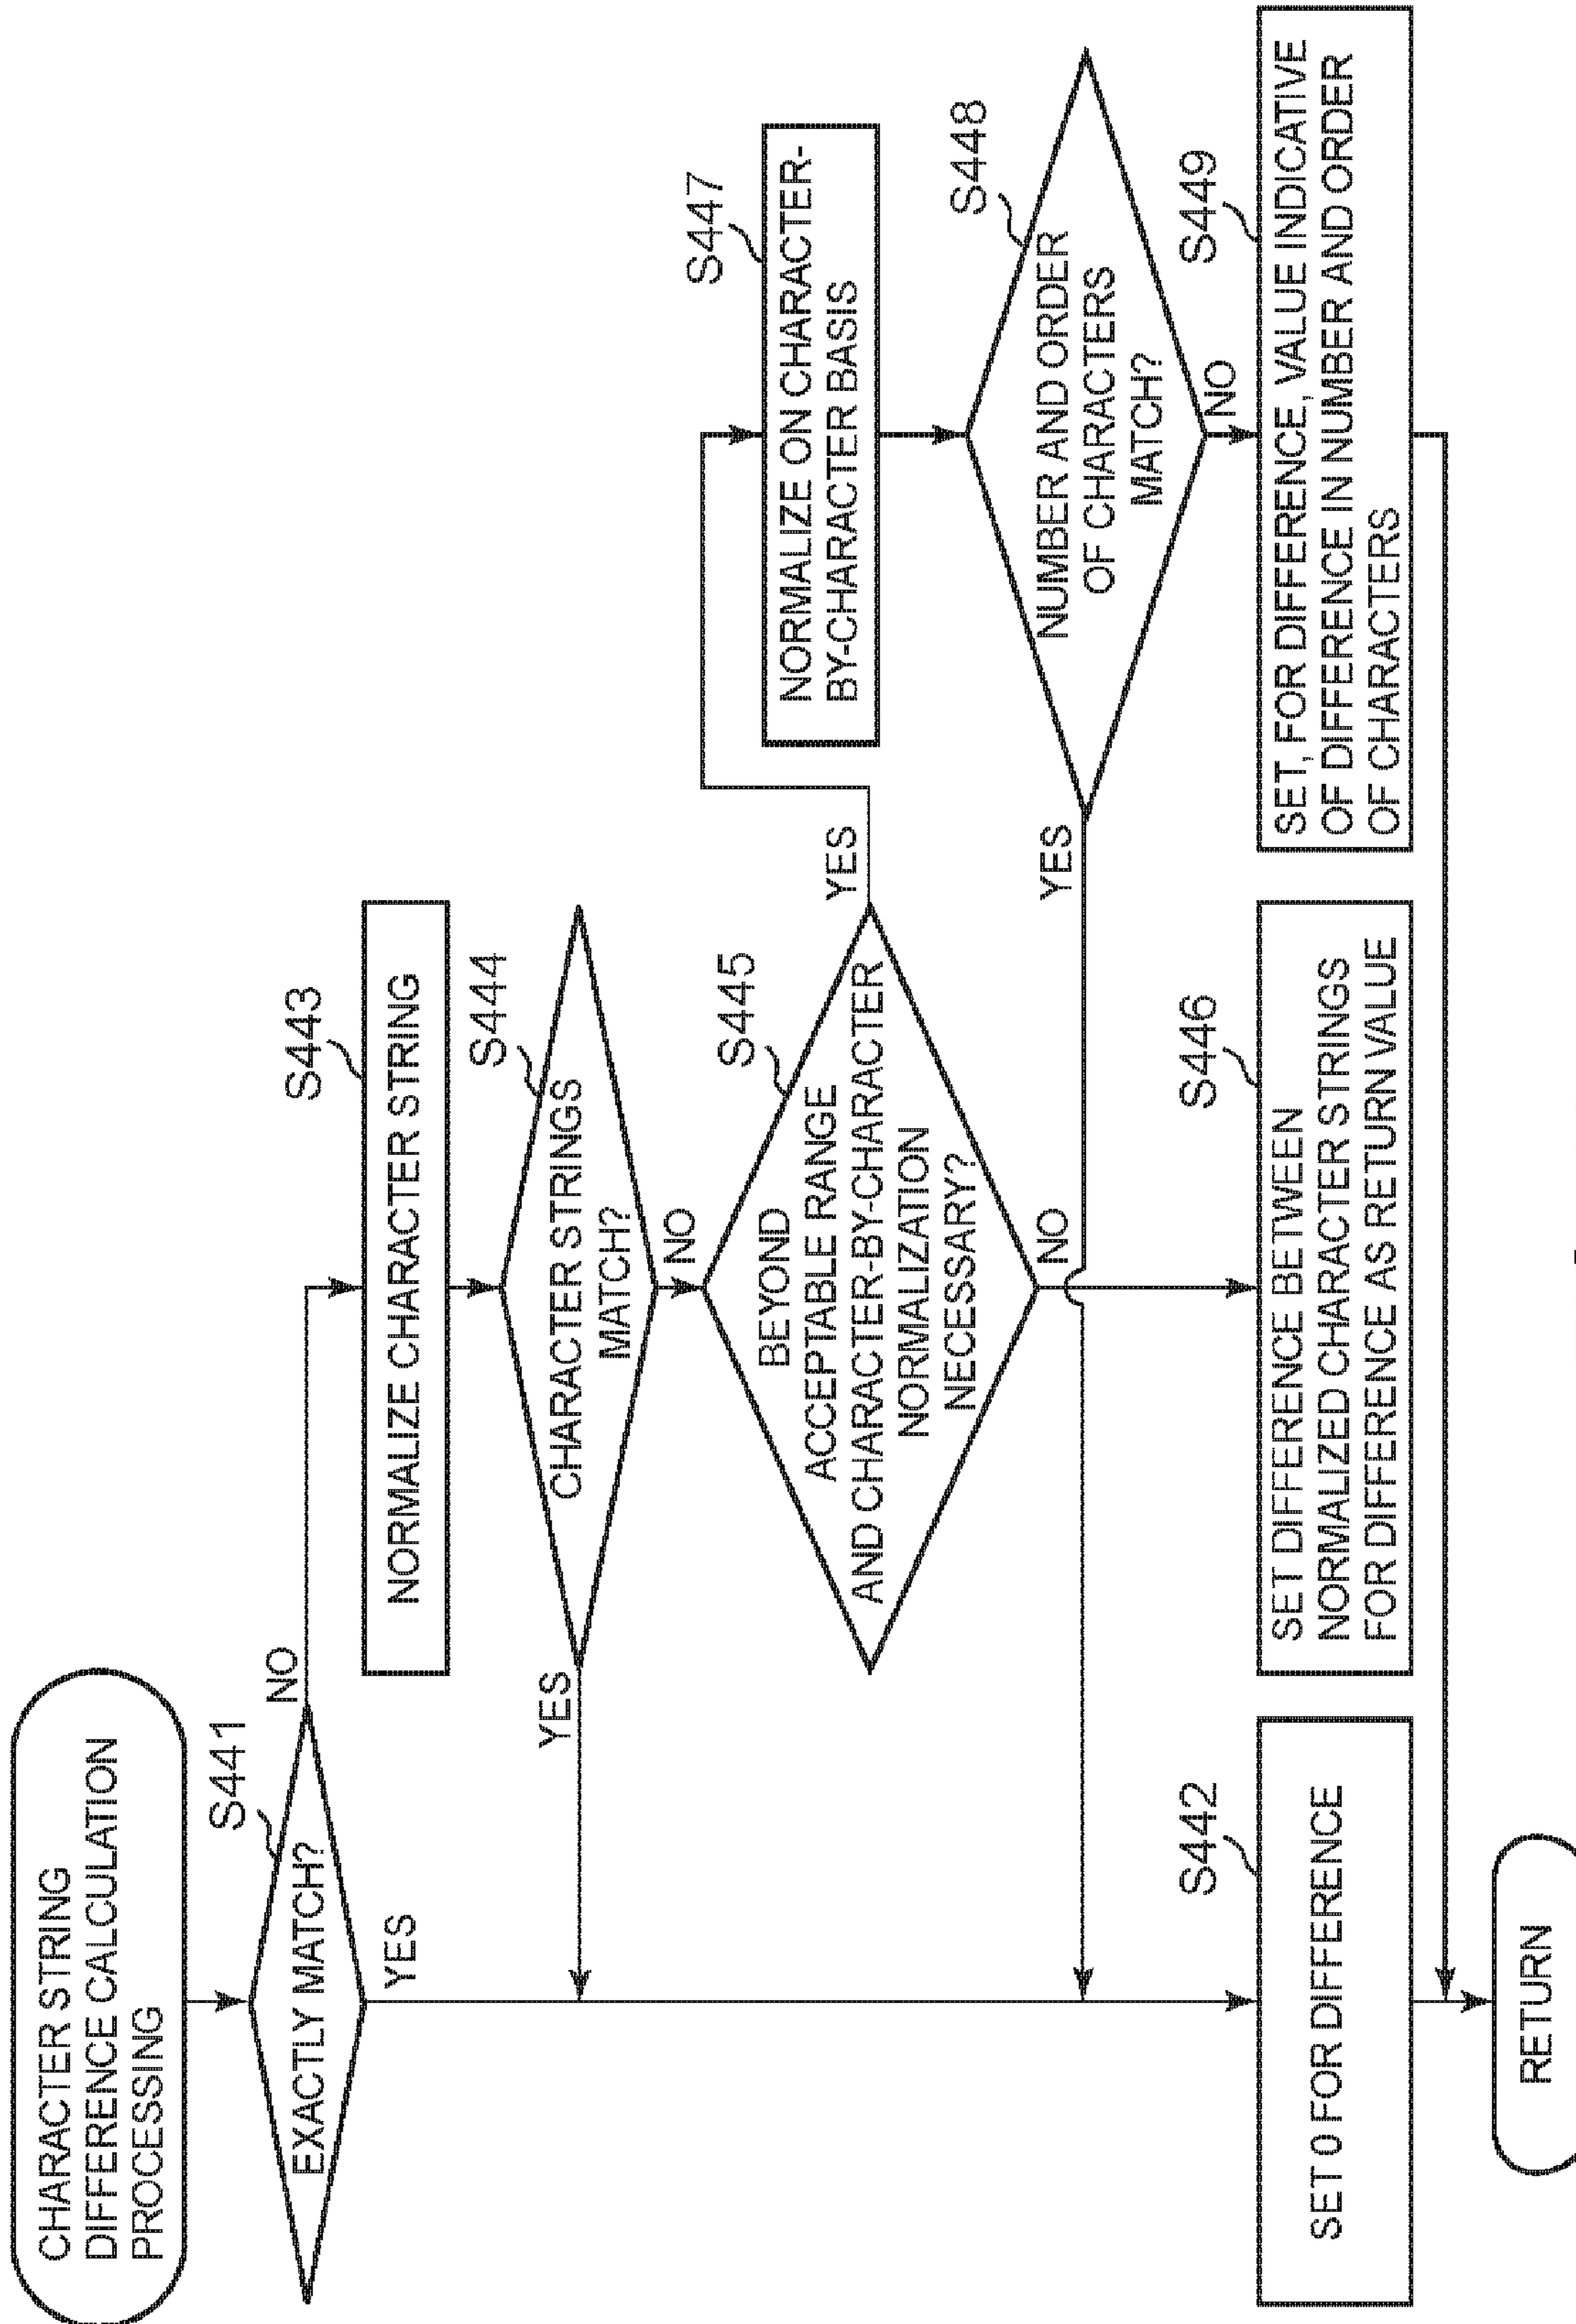 CHARACTER STRING
DIFFERENCE CALCULATION
PROCESSING
S441
EXACTLY MATCH?
NO
YES
S443
NORMALIZE CHARACTER STRING
S444
CHARACTER STRINGS
MATCH?
YES
NO
S445
BEYOND
ACCEPTABLE RANGE
AND CHARACTER-BY-CHARACTER
NORMALIZATION
NECESSARY?
YES
NO
S447
NORMALIZE ON CHARACTER-
BY-CHARACTER BASIS
S448
NUMBER AND ORDER
OF CHARACTERS
MATCH?
YES
NO
S442
SET 0 FOR DIFFERENCE
S446
SET DIFFERENCE BETWEEN
NORMALIZED CHARACTER STRINGS
FOR DIFFERENCE AS RETURN VALUE
S449
SET, FOR DIFFERENCE, VALUE INDICATIVE
OF DIFFERENCE IN NUMBER AND ORDER
OF CHARACTERS
RETURN